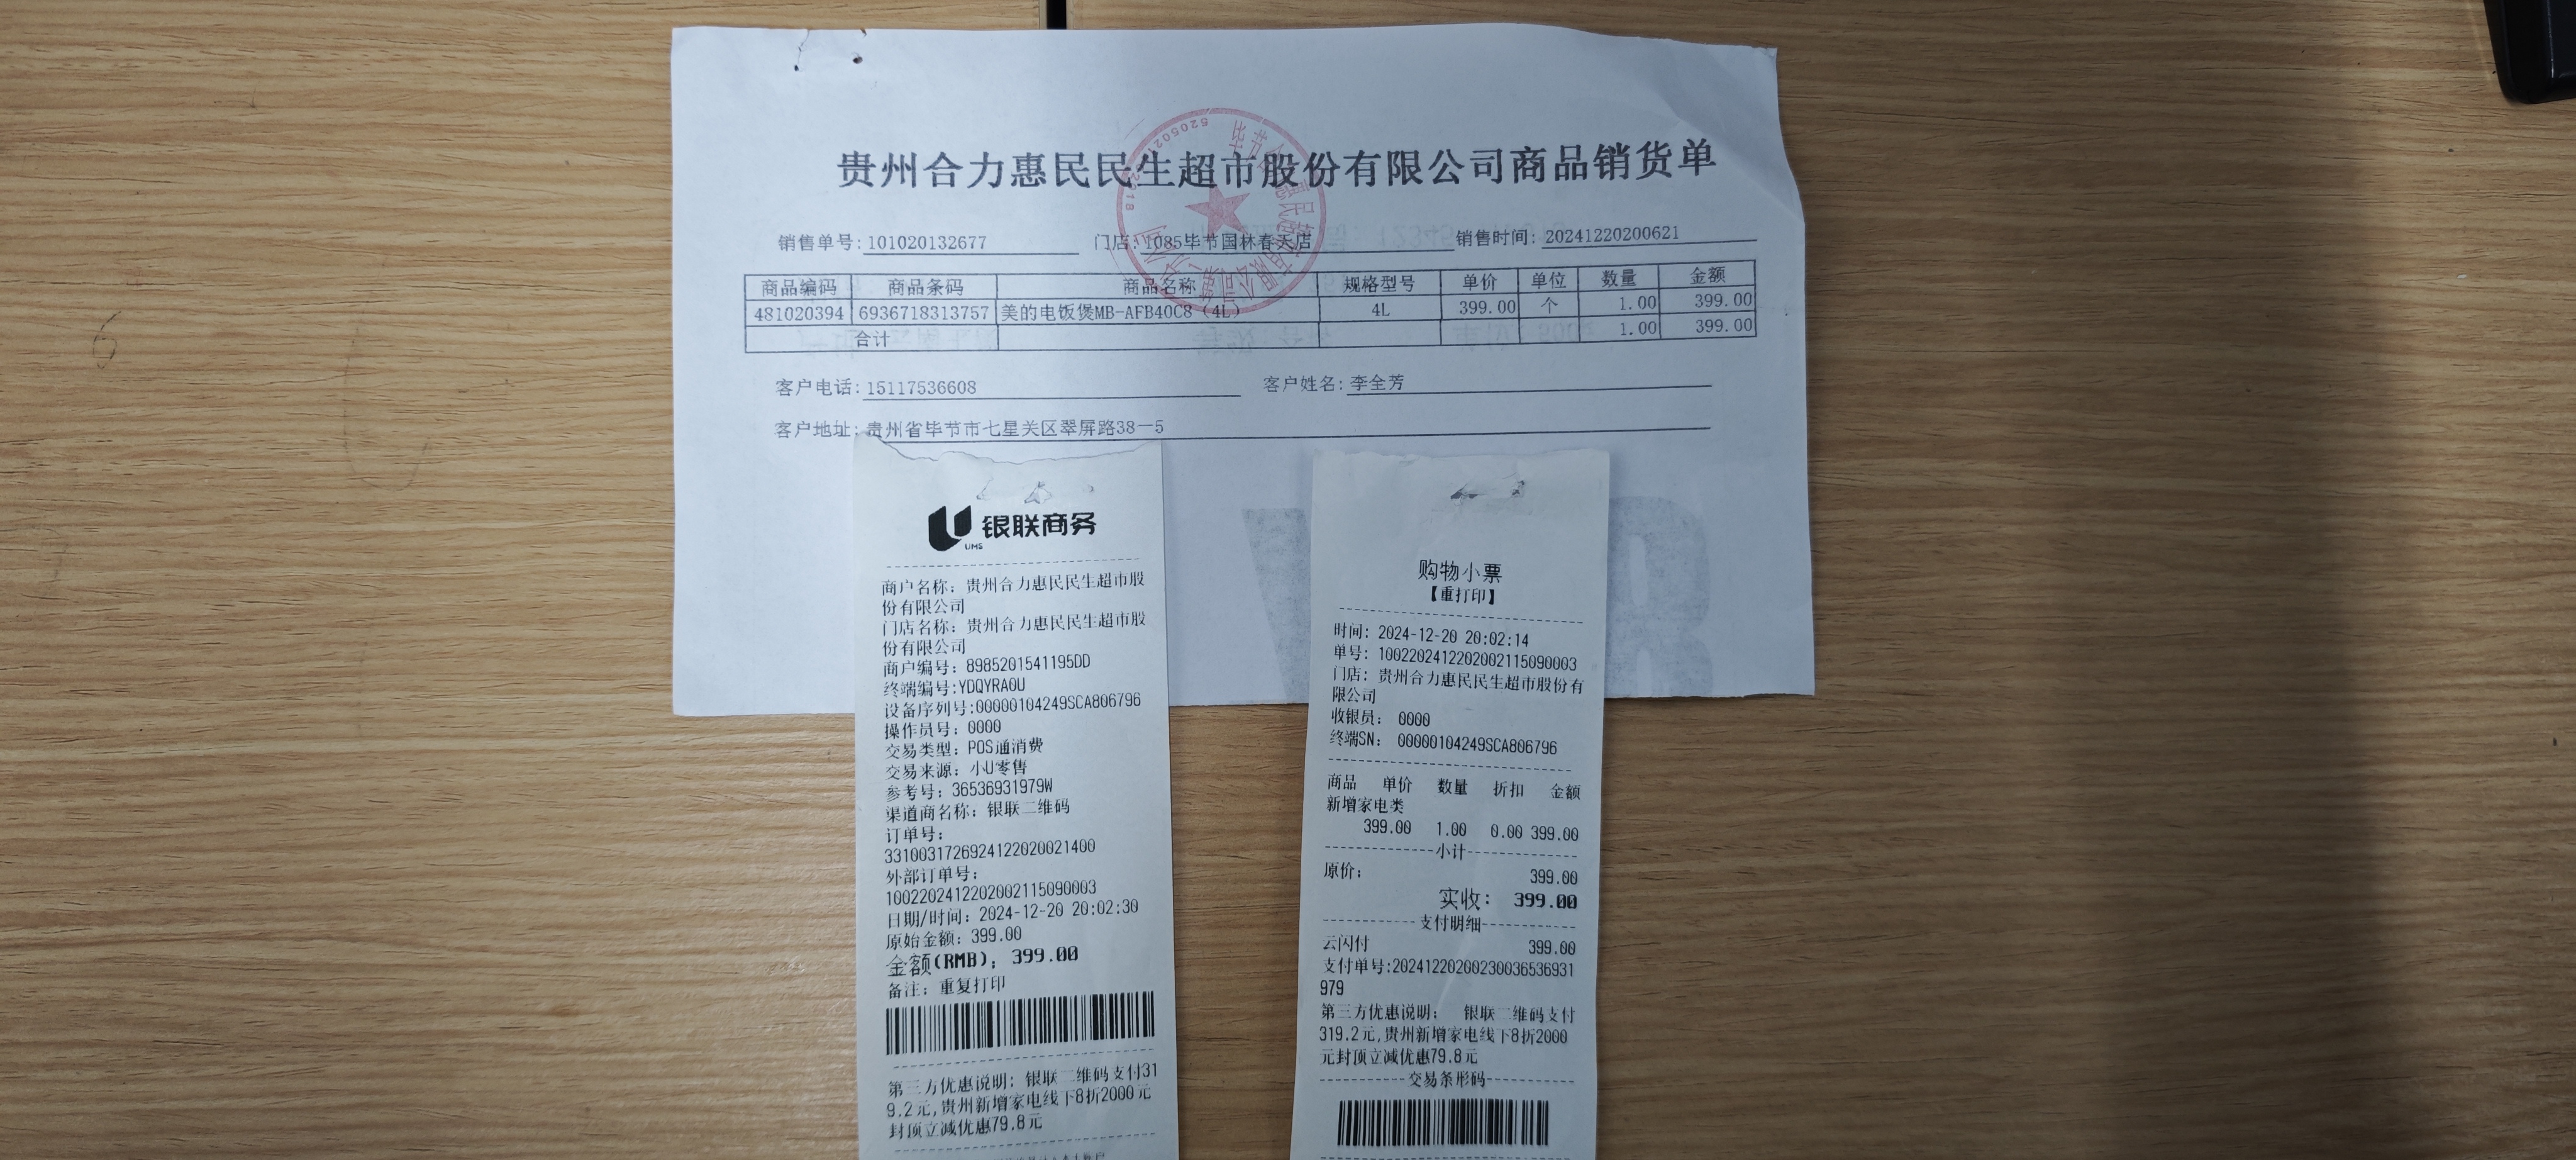 贵州合力惠民民生超市股份有限公司商品销货单
销售单号: 101020132677 门店: 1085毕节国林春天店 销售时间: 20241220200621
商品编码 商品条码 商品名称 规格型号 单价 单位 数量 金额
481020394 6936718313757 美的电饭煲MB-AFB40C8（4L） 4L 399.00 个 1.00 399.00
合计 1.00 399.00
客户电话: 15117536608 客户姓名: 李全芳
客户地址: 贵州省毕节市七星关区翠屏路38—5
银联商务
UMS
商户名称: 贵州合力惠民民生超市股
份有限公司
门店名称: 贵州合力惠民民生超市股
份有限公司
商户编号: 8985201541195DD
终端编号:YDQYRA0U
设备序列号:00000104249SCA806796
操作员号: 0000
交易类型: POS通消费
交易来源: 小U零售
参考号: 36536931979W
渠道商名称: 银联二维码
订单号:
3310031726924122020021400
外部订单号:
1002202412202002115090003
日期/时间: 2024-12-20 20:02:30
原始金额: 399.00
金额(RMB): 399.00
备注: 重复打印
第三方优惠说明: 银联二维码支付31
9.2元,贵州新增家电线下8折2000元
封顶立减优惠79.8元
购物小票
【重打印】
时间: 2024-12-20 20:02:14
单号: 1002202412202002115090003
门店: 贵州合力惠民民生超市股份有
限公司
收银员: 0000
终端SN: 00000104249SCA806796
商品 单价 数量 折扣 金额
新增家电类
399.00 1.00 0.00 399.00
小计
原价: 399.00
实收: 399.00
支付明细
云闪付 399.00
支付单号:20241220200230036536931
979
第三方优惠说明: 银联二维码支付
319.2元,贵州新增家电线下8折2000
元封顶立减优惠79.8元
交易条形码